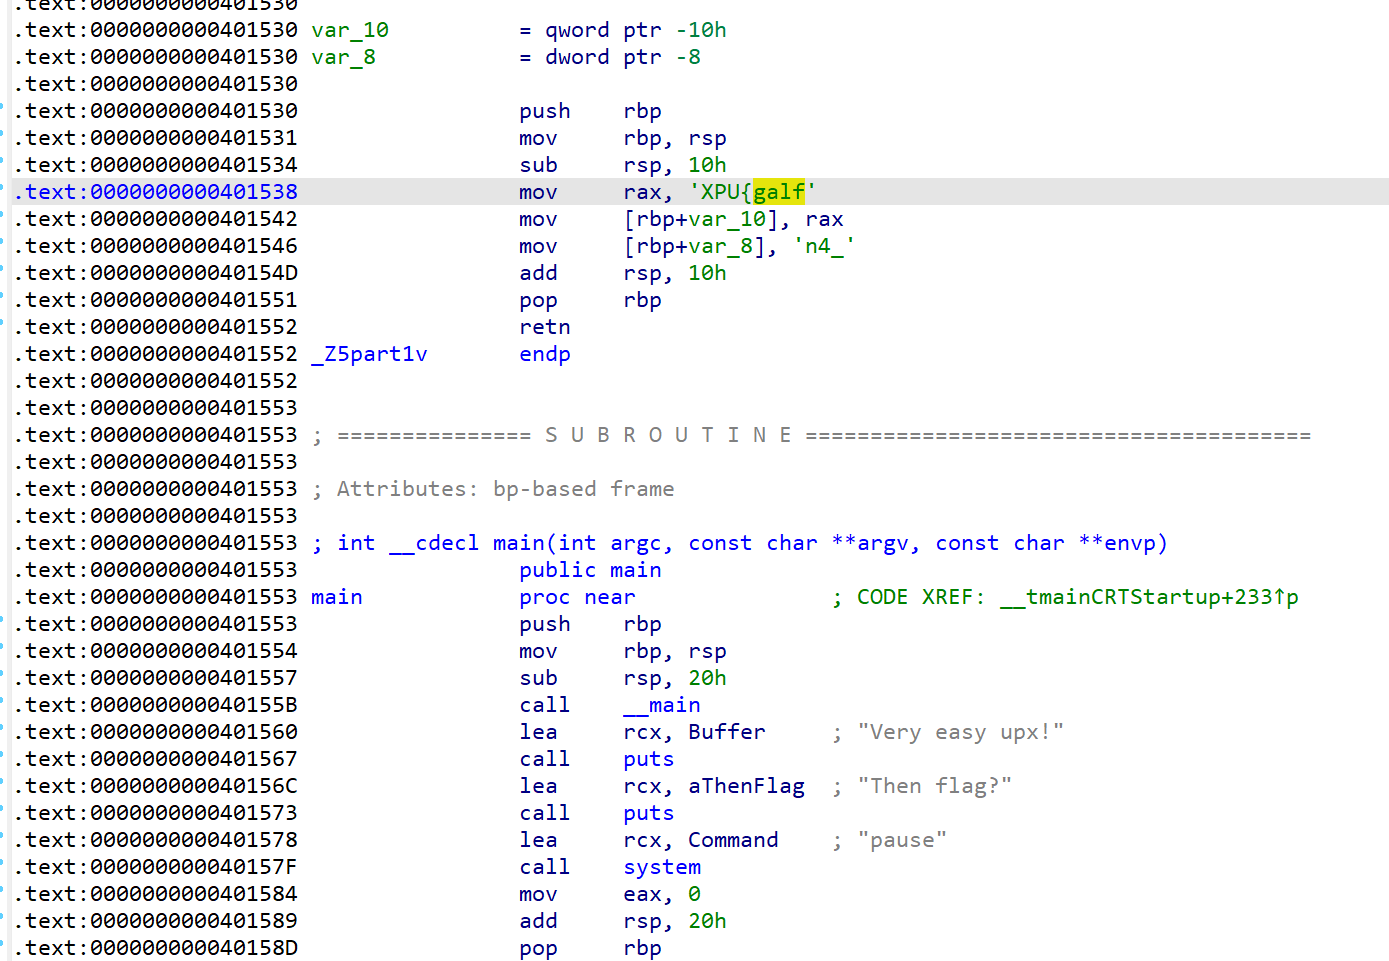 .text:0000000000401530
.text:0000000000401530 var_10          = qword ptr -10h
.text:0000000000401530 var_8           = dword ptr -8
.text:0000000000401530
.text:0000000000401530                 push    rbp
.text:0000000000401531                 mov     rbp, rsp
.text:0000000000401534                 sub     rsp, 10h
.text:0000000000401538                 mov     rax, 'XPU{galf'
.text:0000000000401542                 mov     [rbp+var_10], rax
.text:0000000000401546                 mov     [rbp+var_8], 'n4_'
.text:000000000040154D                 add     rsp, 10h
.text:0000000000401551                 pop     rbp
.text:0000000000401552                 retn
.text:0000000000401552 _Z5part1v       endp
.text:0000000000401552
.text:0000000000401553
.text:0000000000401553 ; =============== S U B R O U T I N E =======================================
.text:0000000000401553
.text:0000000000401553 ; Attributes: bp-based frame
.text:0000000000401553
.text:0000000000401553 ; int __cdecl main(int argc, const char **argv, const char **envp)
.text:0000000000401553                 public main
.text:0000000000401553 main            proc near               ; CODE XREF: __tmainCRTStartup+233↑p
.text:0000000000401553                 push    rbp
.text:0000000000401554                 mov     rbp, rsp
.text:0000000000401557                 sub     rsp, 20h
.text:000000000040155B                 call    __main
.text:0000000000401560                 lea     rcx, Buffer     ; "Very easy upx!"
.text:0000000000401567                 call    puts
.text:000000000040156C                 lea     rcx, aThenFlag  ; "Then flag?"
.text:0000000000401573                 call    puts
.text:0000000000401578                 lea     rcx, Command    ; "pause"
.text:000000000040157F                 call    system
.text:0000000000401584                 mov     eax, 0
.text:0000000000401589                 add     rsp, 20h
.text:000000000040158D                 pop     rbp